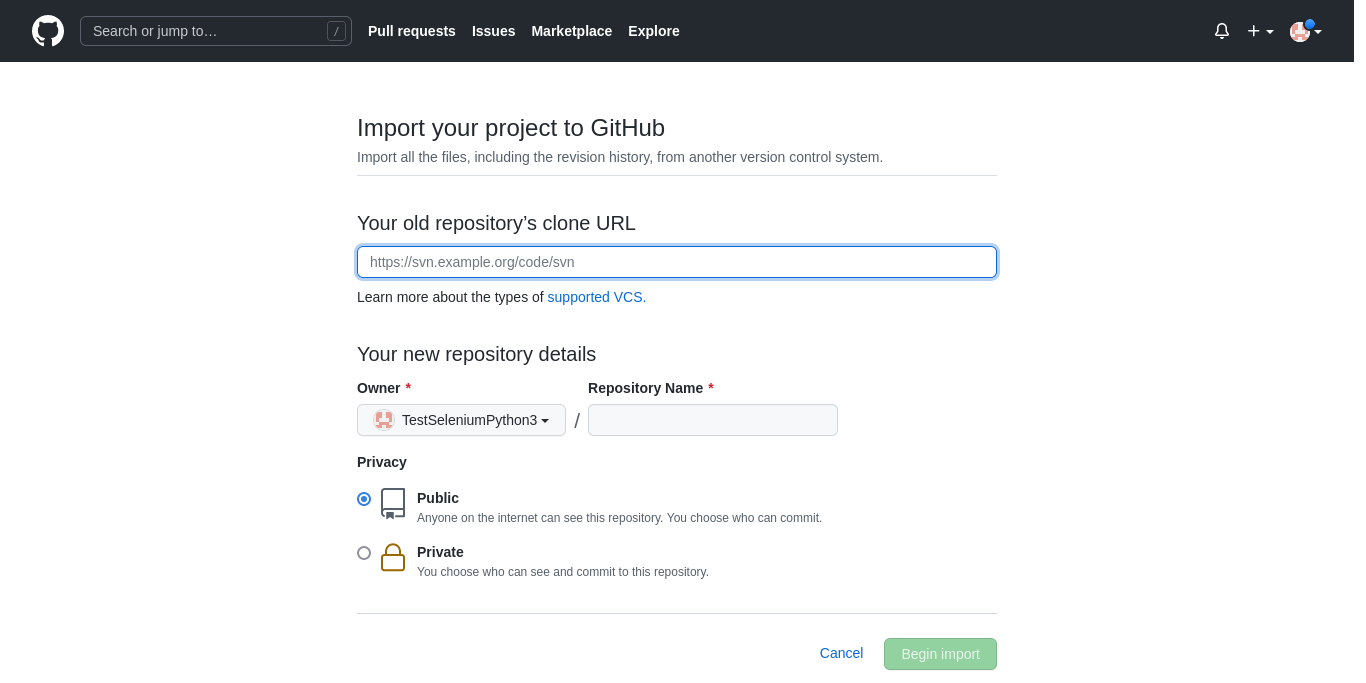 Search or jump to…
/
Pull requests
Issues
Marketplace
Explore
Import your project to GitHub
Import all the files, including the revision history, from another version control system.
Your old repository’s clone URL
https://svn.example.org/code/svn
Learn more about the types of supported VCS.
Your new repository details
Owner *
Repository Name *
TestSeleniumPython3
/
Privacy
Public
Anyone on the internet can see this repository. You choose who can commit.
Private
You choose who can see and commit to this repository.
Cancel
Begin import